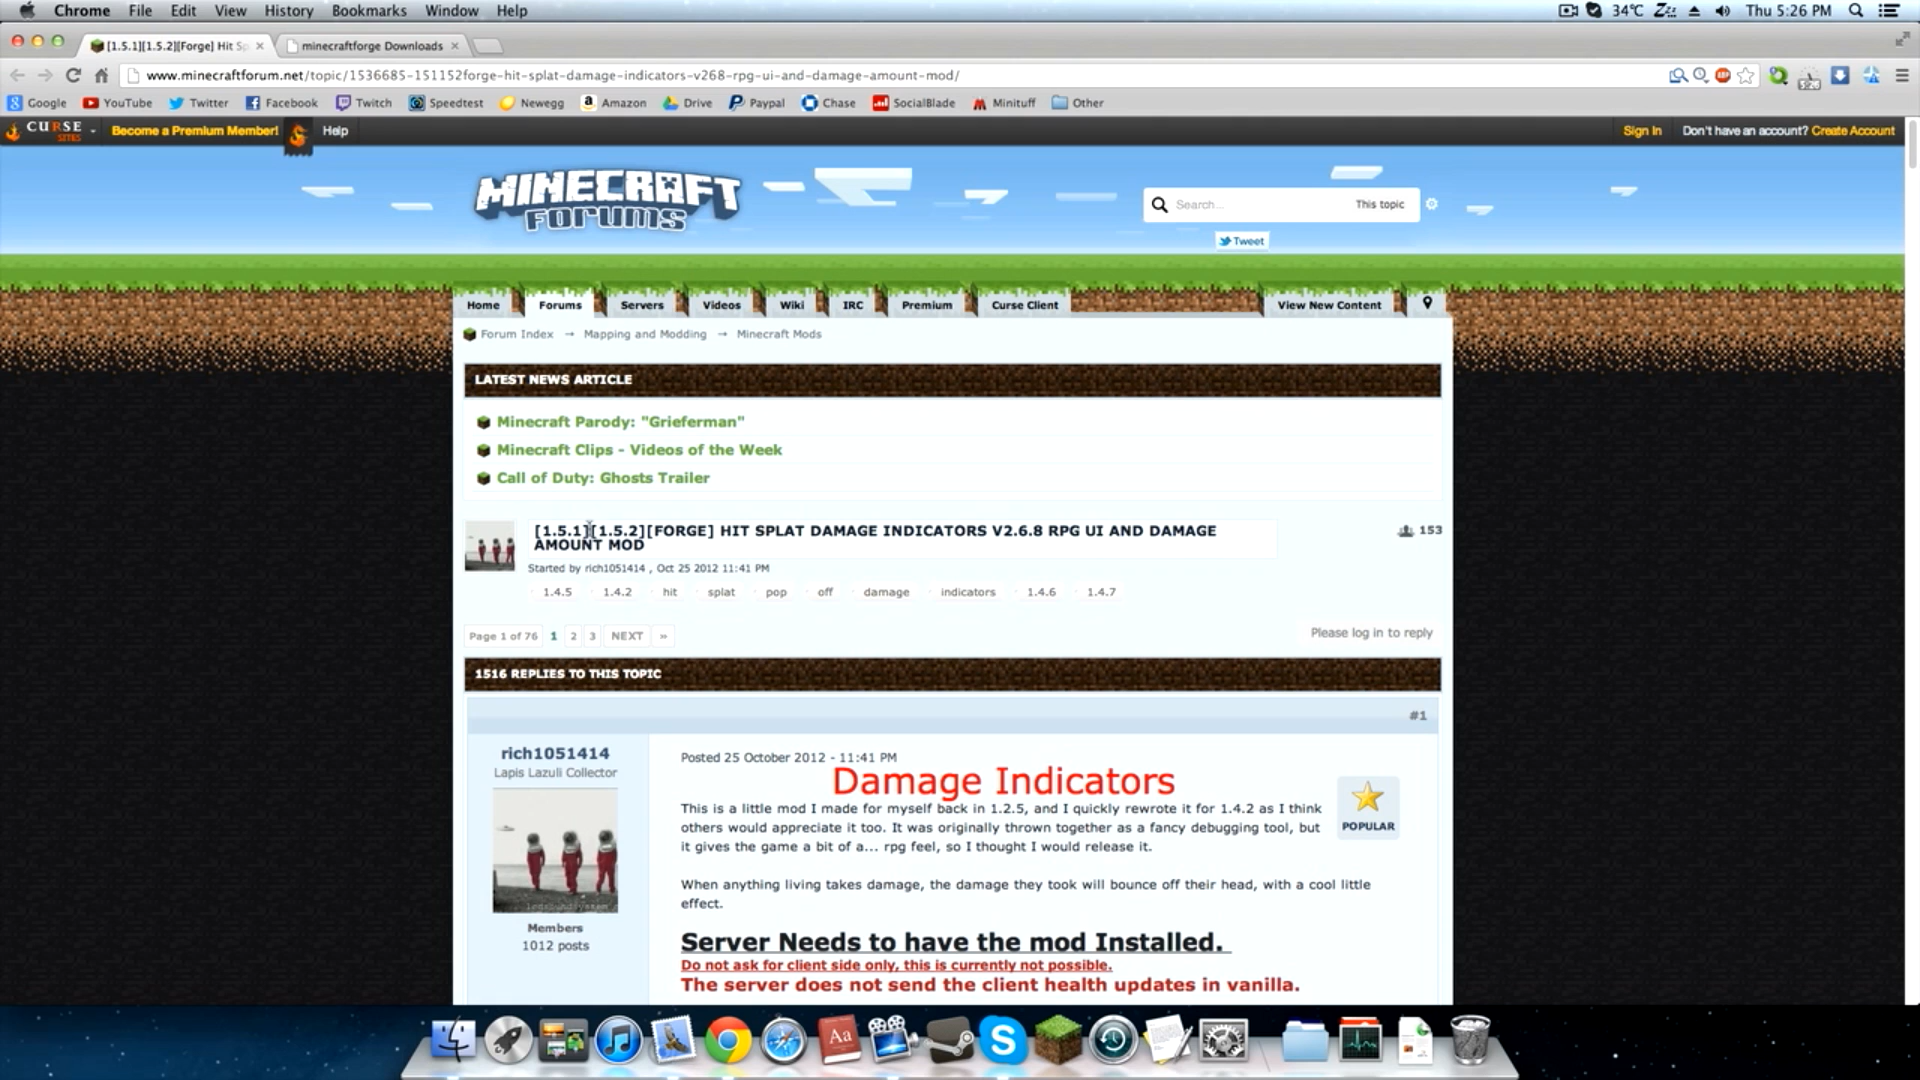 Chrome File Edit View History Bookmarks Window Help 34°C Thu 5:26 PM
[1.5.1][1.5.2][Forge] Hit Sp minecraftforge Downloads
www.minecraftforum.net/topic/1536685-151152forge-hit-splat-damage-indicators-v268-rpg-ui-and-damage-amount-mod/
Google YouTube Twitter Facebook Twitch Speedtest Newegg Amazon Drive Paypal Chase SocialBlade Minituff Other
CURSE SITES Become a Premium Member! Help Sign In Don't have an account? Create Account
MINECRAFT FORUMS
Search... This topic
Tweet
Home Forums Servers Videos Wiki IRC Premium Curse Client View New Content
Forum Index → Mapping and Modding → Minecraft Mods
LATEST NEWS ARTICLE
Minecraft Parody: "Grieferman"
Minecraft Clips - Videos of the Week
Call of Duty: Ghosts Trailer
[1.5.1][1.5.2][FORGE] HIT SPLAT DAMAGE INDICATORS V2.6.8 RPG UI AND DAMAGE
AMOUNT MOD
153
Started by rich1051414 , Oct 25 2012 11:41 PM
1.4.5 1.4.2 hit splat pop off damage indicators 1.4.6 1.4.7
Page 1 of 76 1 2 3 NEXT » Please log in to reply
1516 REPLIES TO THIS TOPIC
#1
rich1051414
Lapis Lazuli Collector
Members
1012 posts
Posted 25 October 2012 - 11:41 PM
Damage Indicators
This is a little mod I made for myself back in 1.2.5, and I quickly rewrote it for 1.4.2 as I think
others would appreciate it too. It was originally thrown together as a fancy debugging tool, but
it gives the game a bit of a... rpg feel, so I thought I would release it.
POPULAR
When anything living takes damage, the damage they took will bounce off their head, with a cool little
effect.
Server Needs to have the mod Installed.
Do not ask for client side only, this is currently not possible.
The server does not send the client health updates in vanilla.
Aa